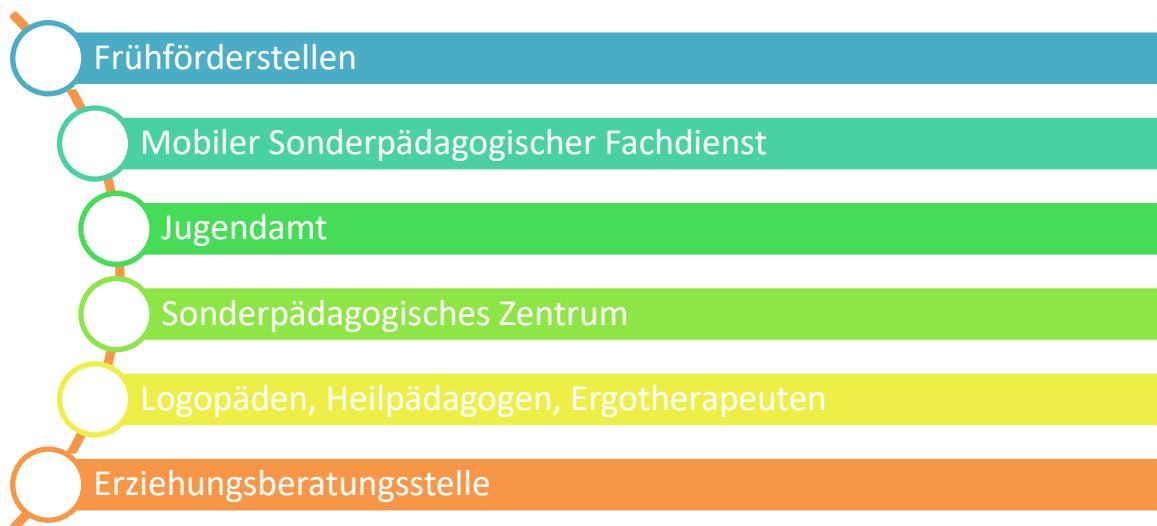 Frühförderstellen
Mobiler Sonderpädagogischer Fachdienst
Jugendamt
Sonderpädagogisches Zentrum
Logopäden, Heilpädagogen, Ergotherapeuten
Erziehungsberatungsstelle